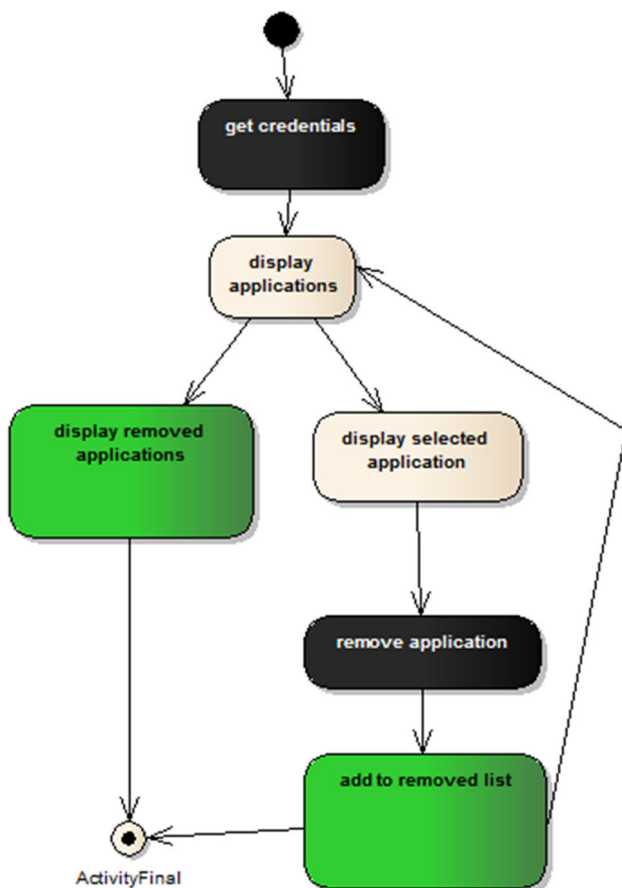 get credentials
display
applications
display removed
applications
display selected
application
remove application
add to removed list
ActivityFinal